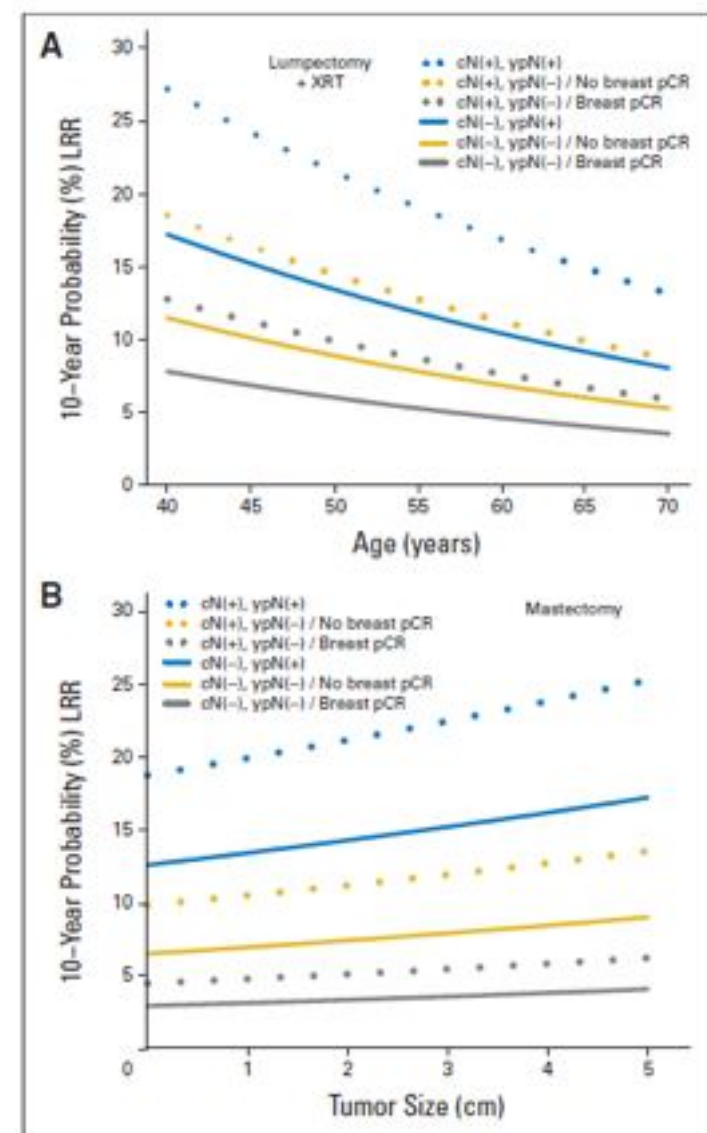 A
30
25
20
15
10
5
0
10–Year Probability (%) LRR
Lumpectomy
+ XRT
cN(+), ypN(+)
cN(+), ypN(–) / No breast pCR
cN(+), ypN(–) / Breast pCR
cN(–), ypN(+)
cN(–), ypN(–) / No breast pCR
cN(–), ypN(–) / Breast pCR
40 45 50 55 60 65 70
Age (years)
B
30
25
20
15
10
5
10–Year Probability (%) LRR
cN(+), ypN(+)
cN(+), ypN(–) / No breast pCR
cN(+), ypN(–) / Breast pCR
cN(–), ypN(+)
cN(–), ypN(–) / No breast pCR
cN(–), ypN(–) / Breast pCR
Mastectomy
0 1 2 3 4 5
Tumor Size (cm)